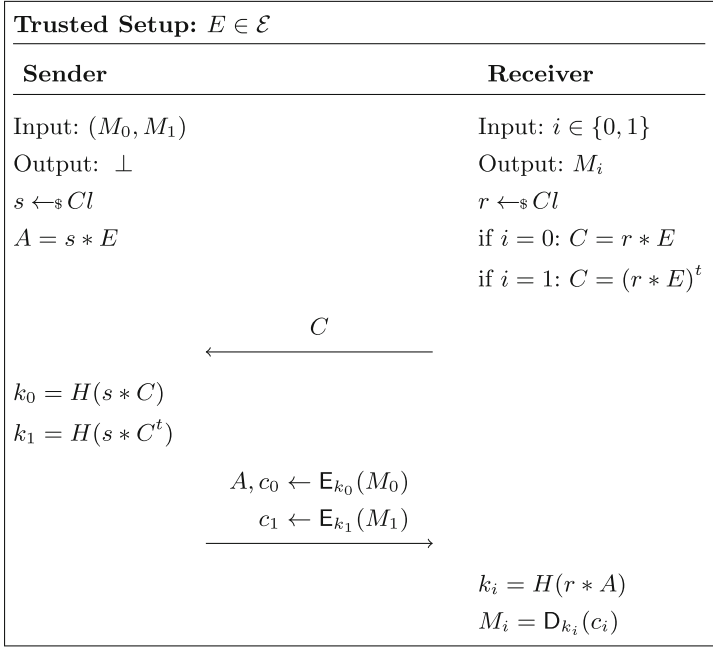 Trusted Setup: E ∈ ℰ
Sender Receiver
Input: (M₀, M₁) Input: i ∈ {0, 1}
Output: ⊥ Output: Mᵢ
s ←$ Cl r ←$ Cl
A = s * E if i = 0: C = r * E
if i = 1: C = (r * E)ᵗ
C
k₀ = H(s * C)
k₁ = H(s * Cᵗ)
A, c₀ ← E_{k₀}(M₀)
c₁ ← E_{k₁}(M₁)
kᵢ = H(r * A)
Mᵢ = D_{kᵢ}(cᵢ)